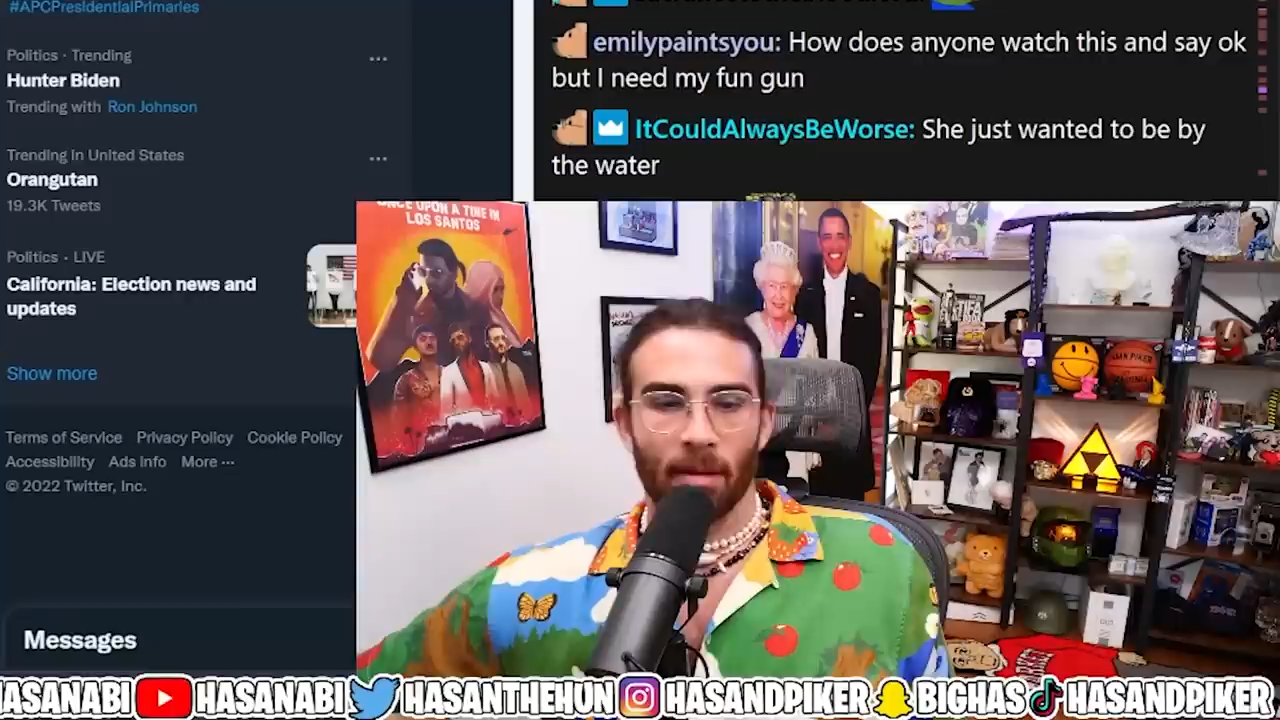 #APCPresidentialPrimaries
Politics · Trending
Hunter Biden
Trending with Ron Johnson
Trending in United States
Orangutan
19.3K Tweets
Politics · LIVE
California: Election news and
updates
Show more
Terms of Service Privacy Policy Cookie Policy
Accessibility Ads info More ···
© 2022 Twitter, Inc.
Messages
emilypaintsyou: How does anyone watch this and say ok
but I need my fun gun
ItCouldAlwaysBeWorse: She just wanted to be by
the water
ONCE UPON A TIME IN
LOS SANTOS
HASANABI HASANABI HASANTHEHUN HASANDPIKER BIGHAS HASANDPIKER